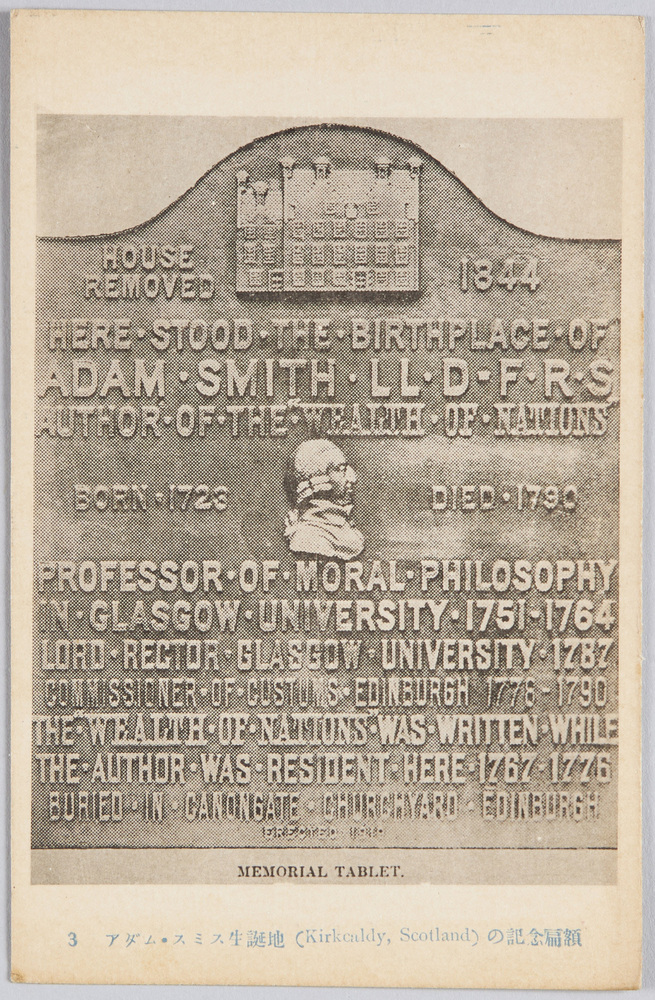 HOUSE
REMOVED
1844
HERE·STOOD·THE·BIRTHPLACE·OF
ADAM·SMITH·LL·D·F·R·S
AUTHOR·OF·THE "WEALTH·OF·NATIONS"
BORN·1723
DIED·1790
PROFESSOR·OF·MORAL·PHILOSOPHY
IN·GLASGOW·UNIVERSITY·1751-1764
LORD·RECTOR·GLASGOW·UNIVERSITY·1787
COMMISSIONER·OF·CUSTOMS·EDINBURGH 1778-1790
THE "WEALTH·OF·NATIONS" WAS·WRITTEN·WHILE
THE·AUTHOR·WAS·RESIDENT·HERE·1767-1776
BURIED·IN·CANONGATE·CHURCHYARD·EDINBURGH
ERECTED
MEMORIAL TABLET.
3 アダム・スミス生誕地 (Kirkcaldy, Scotland) の記念扁額